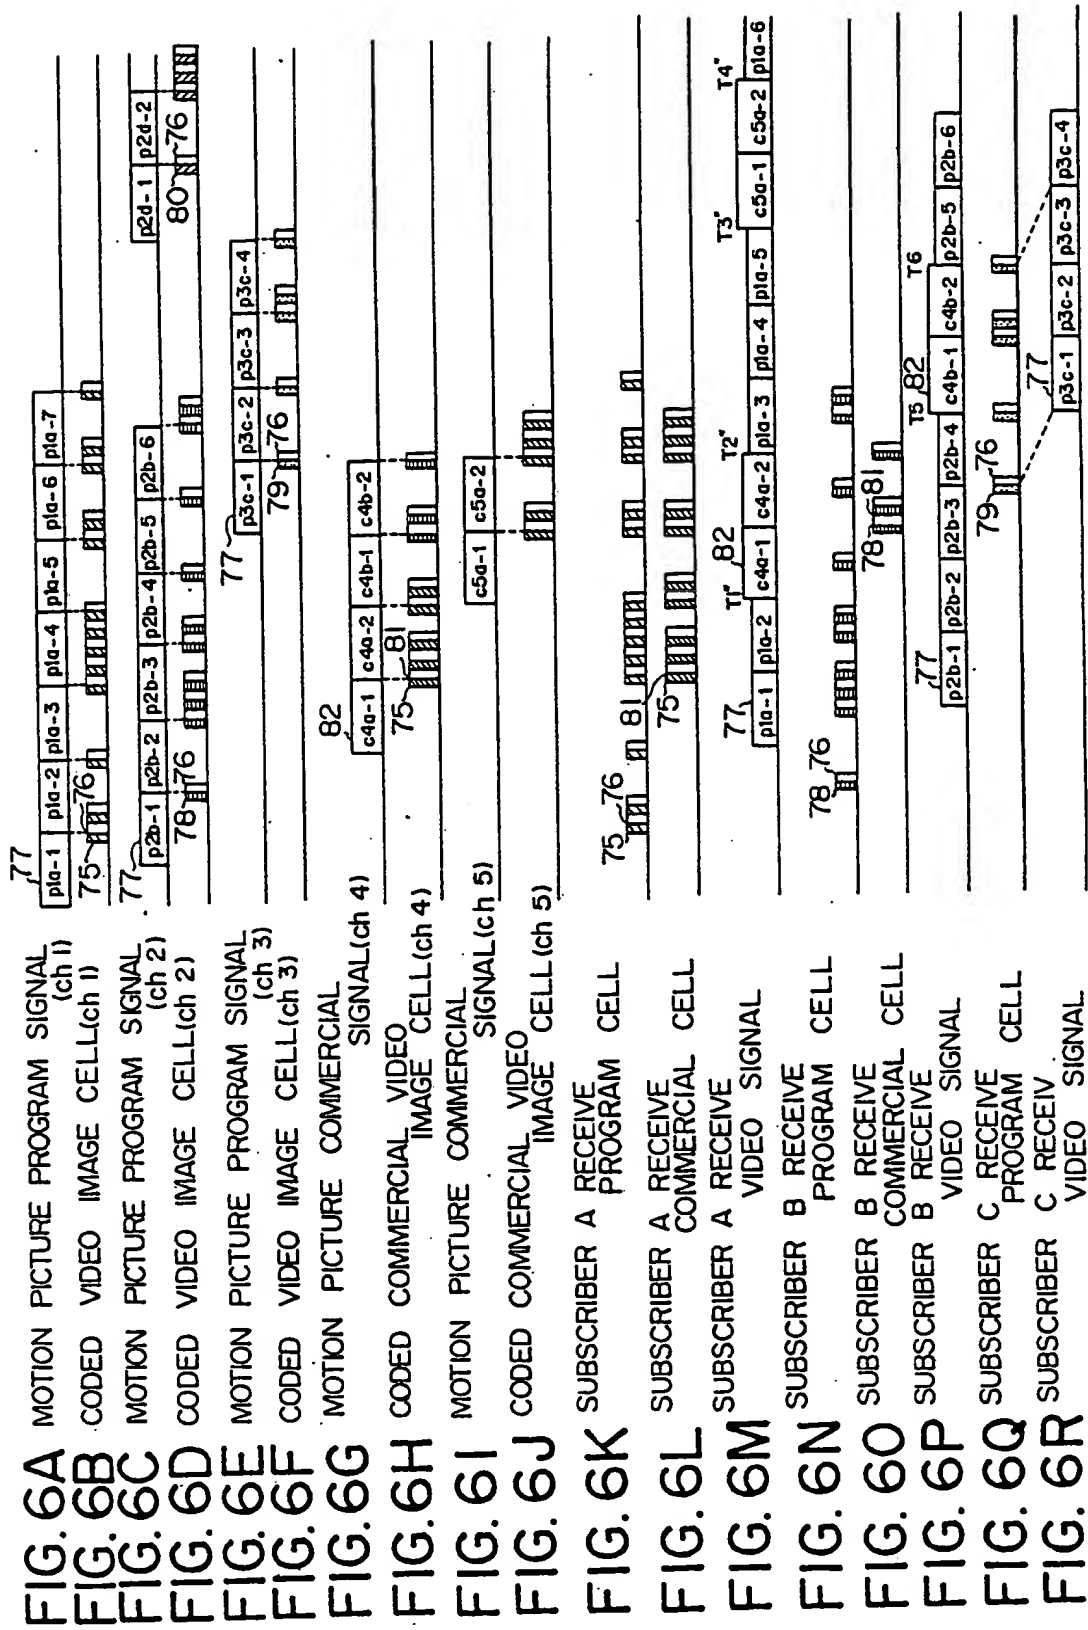 FIG. 6A MOTION PICTURE PROGRAM SIGNAL (ch 1)
77
p1a-1 p1a-2 p1a-3 p1a-4 p1a-5 p1a-6 p1a-7
FIG. 6B CODED VIDEO IMAGE CELL(ch 1)
75 76
FIG. 6C MOTION PICTURE PROGRAM SIGNAL (ch 2)
77
p2b-1 p2b-2 p2b-3 p2b-4 p2b-5 p2b-6 p2d-1 p2d-2
FIG. 6D CODED VIDEO IMAGE CELL(ch 2)
78 76 80 76
FIG. 6E MOTION PICTURE PROGRAM SIGNAL (ch 3)
77
p3c-1 p3c-2 p3c-3 p3c-4
FIG. 6F CODED VIDEO IMAGE CELL(ch 3)
79 76
FIG. 6G MOTION PICTURE COMMERCIAL
SIGNAL(ch 4)
82
c4a-1 c4a-2 c4b-1 c4b-2
FIG. 6H CODED COMMERCIAL VIDEO
IMAGE CELL(ch 4)
75 81
FIG. 6I MOTION PICTURE COMMERCIAL
SIGNAL(ch 5)
c5a-1 c5a-2
FIG. 6J CODED COMMERCIAL VIDEO
IMAGE CELL(ch 5)
FIG. 6K SUBSCRIBER A RECEIVE
PROGRAM CELL
75 76
FIG. 6L SUBSCRIBER A RECEIVE
COMMERCIAL CELL
75 81
FIG. 6M SUBSCRIBER A RECEIVE
VIDEO SIGNAL
77 T1" 82 T2" T3" T4"
p1a-1 p1a-2 c4a-1 c4a-2 p1a-3 p1a-4 p1a-5 c5a-1 c5a-2 p1a-6
FIG. 6N SUBSCRIBER B RECEIVE
PROGRAM CELL
78 76
FIG. 6O SUBSCRIBER B RECEIVE
COMMERCIAL CELL
78 81
FIG. 6P SUBSCRIBER B RECEIVE
VIDEO SIGNAL
77 T5 82 T6
p2b-1 p2b-2 p2b-3 p2b-4 c4b-1 c4b-2 p2b-5 p2b-6
FIG. 6Q SUBSCRIBER C RECEIVE
PROGRAM CELL
79 76
FIG. 6R SUBSCRIBER C RECEIV
VIDEO SIGNAL
77
p3c-1 p3c-2 p3c-3 p3c-4